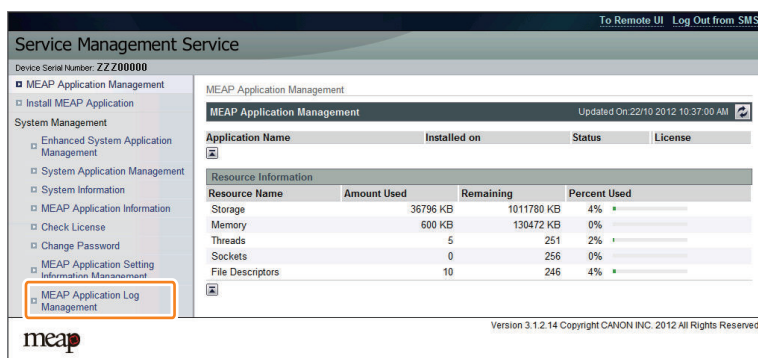 To Remote UI Log Out from SMS
Service Management Service
Device Serial Number: ZZZ00000
MEAP Application Management
Install MEAP Application
System Management
Enhanced System Application
Management
System Application Management
System Information
MEAP Application Information
Check License
Change Password
MEAP Application Setting
Information Management
MEAP Application Log
Management
MEAP Application Management
MEAP Application Management Updated On:22/10 2012 10:37:00 AM
Application Name Installed on Status License
Resource Information
Resource Name Amount Used Remaining Percent Used
Storage 36796 KB 1011780 KB 4%
Memory 600 KB 130472 KB 0%
Threads 5 251 2%
Sockets 0 256 0%
File Descriptors 10 246 4%
Version 3.1.2.14 Copyright CANON INC. 2012 All Rights Reserved
meap